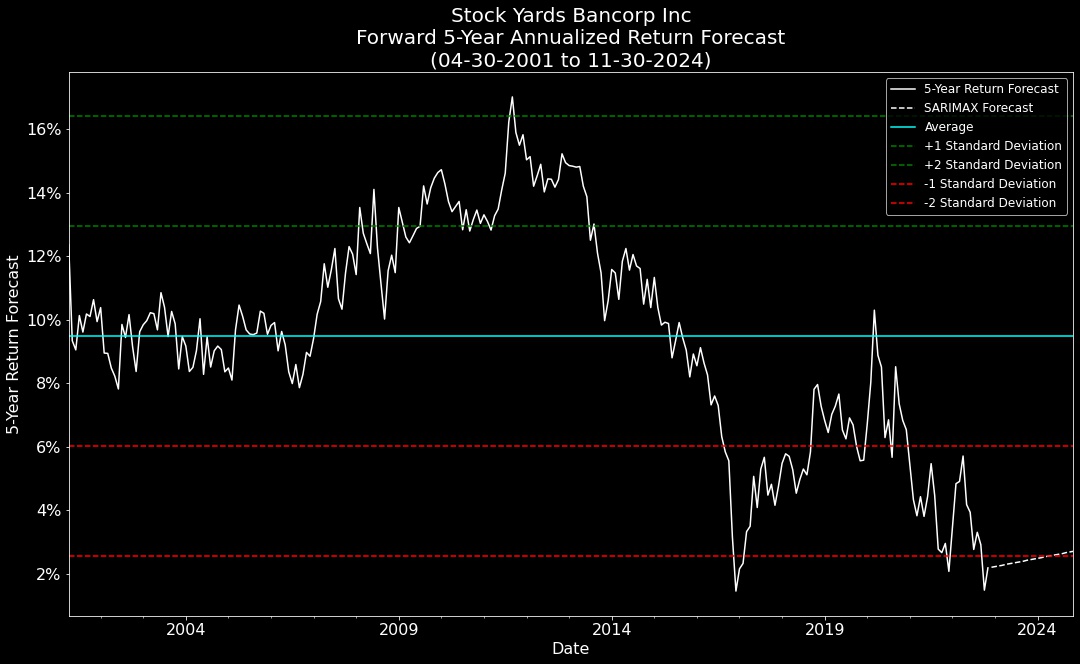 Stock Yards Bancorp Inc
Forward 5-Year Annualized Return Forecast
(04-30-2001 to 11-30-2024)
5-Year Return Forecast
SARIMAX Forecast
Average
+1 Standard Deviation
+2 Standard Deviation
-1 Standard Deviation
-2 Standard Deviation
5-Year Return Forecast
16%
14%
12%
10%
8%
6%
4%
2%
2004
2009
2014
2019
2024
Date